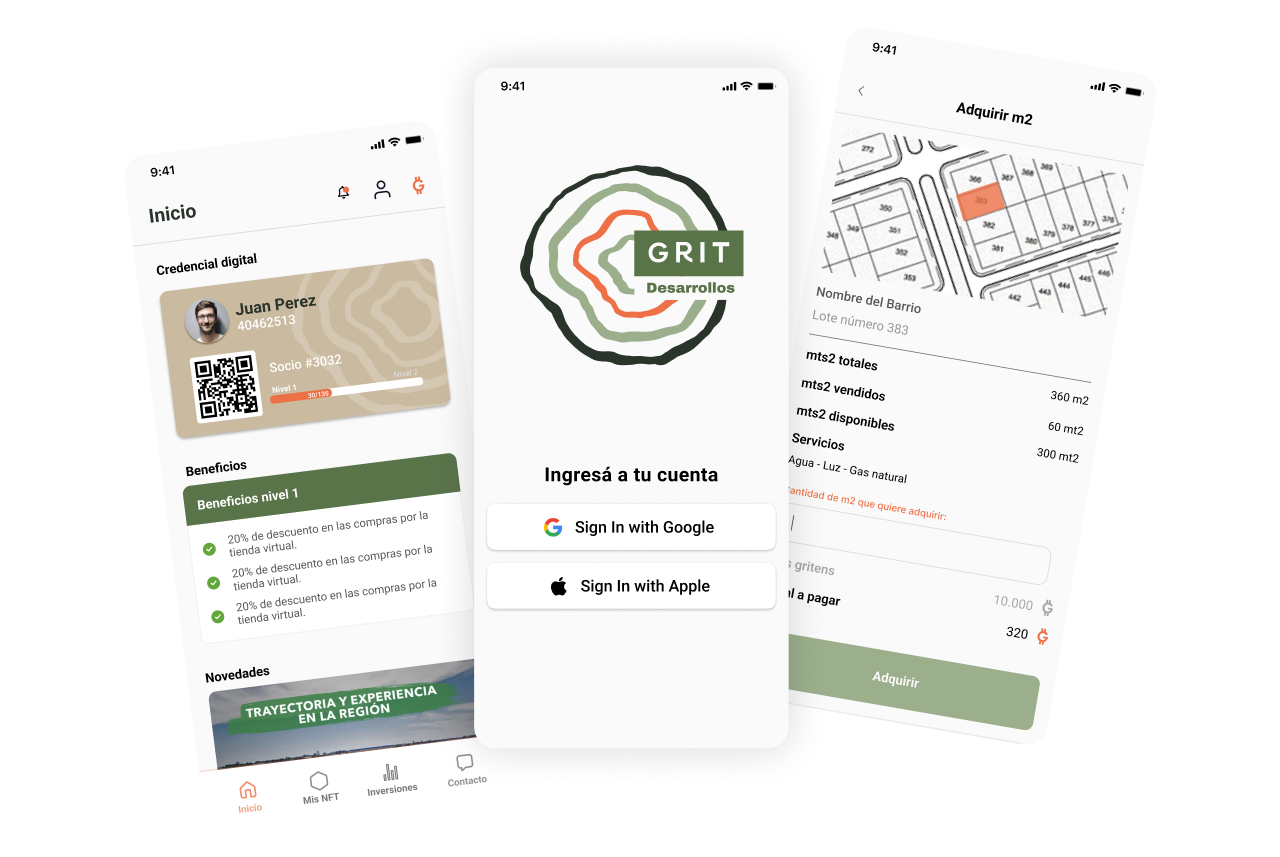 9:41
Inicio
Credencial digital
Juan Perez
40462513
Socio #3032
Nivel 1
Nivel 2
30/135
Beneficios
Beneficios nivel 1
20% de descuento en las compras por la
tienda virtual.
20% de descuento en las compras por la
tienda virtual.
20% de descuento en las compras por la
tienda virtual.
Novedades
TRAYECTORIA Y EXPERIENCIA
EN LA REGIÓN
Inicio
Mis NFT
Inversiones
Contacto
9:41
GRIT
Desarrollos
Ingresá a tu cuenta
Sign In with Google
Sign In with Apple
9:41
Adquirir m2
272
366
367
368
369
383
350
349
348
351
352
353
382
381
380
379
378
377
376
442
443
444
445
446
Nombre del Barrio
Lote número 383
mts2 totales
360 m2
mts2 vendidos
60 mt2
mts2 disponibles
300 mt2
Servicios
Agua - Luz - Gas natural
antidad de m2 que quiere adquirir:
s gritens
10.000
al a pagar
320
Adquirir